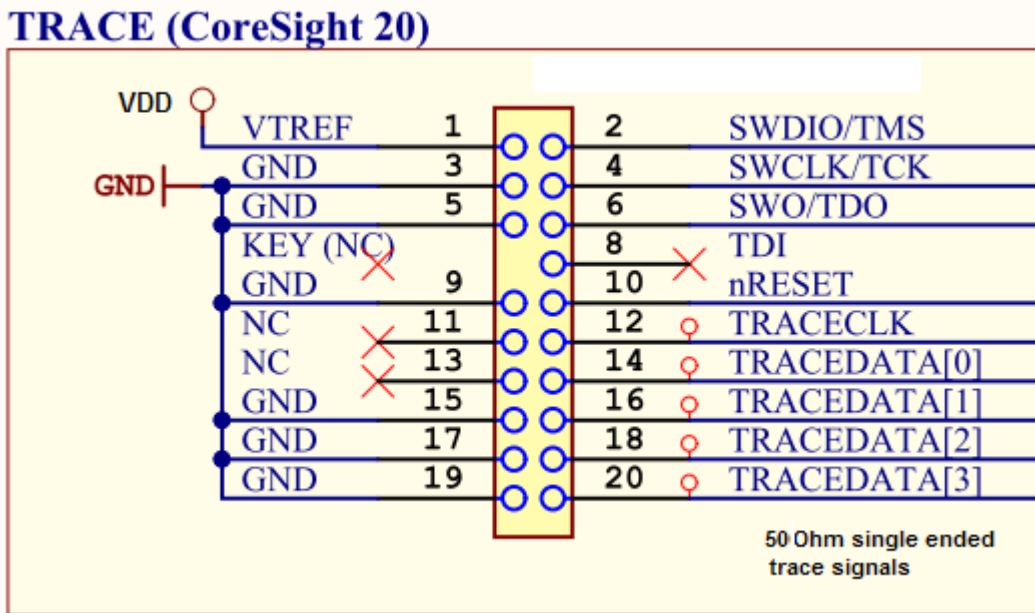 TRACE (CoreSight 20)
VDD
VTREF 1 2 SWDIO/TMS
GND GND 3 4 SWCLK/TCK
GND 5 6 SWO/TDO
KEY (NC) 8 TDI
GND 9 10 nRESET
NC 11 12 TRACECLK
NC 13 14 TRACEDATA[0]
GND 15 16 TRACEDATA[1]
GND 17 18 TRACEDATA[2]
GND 19 20 TRACEDATA[3]
50 Ohm single ended
trace signals